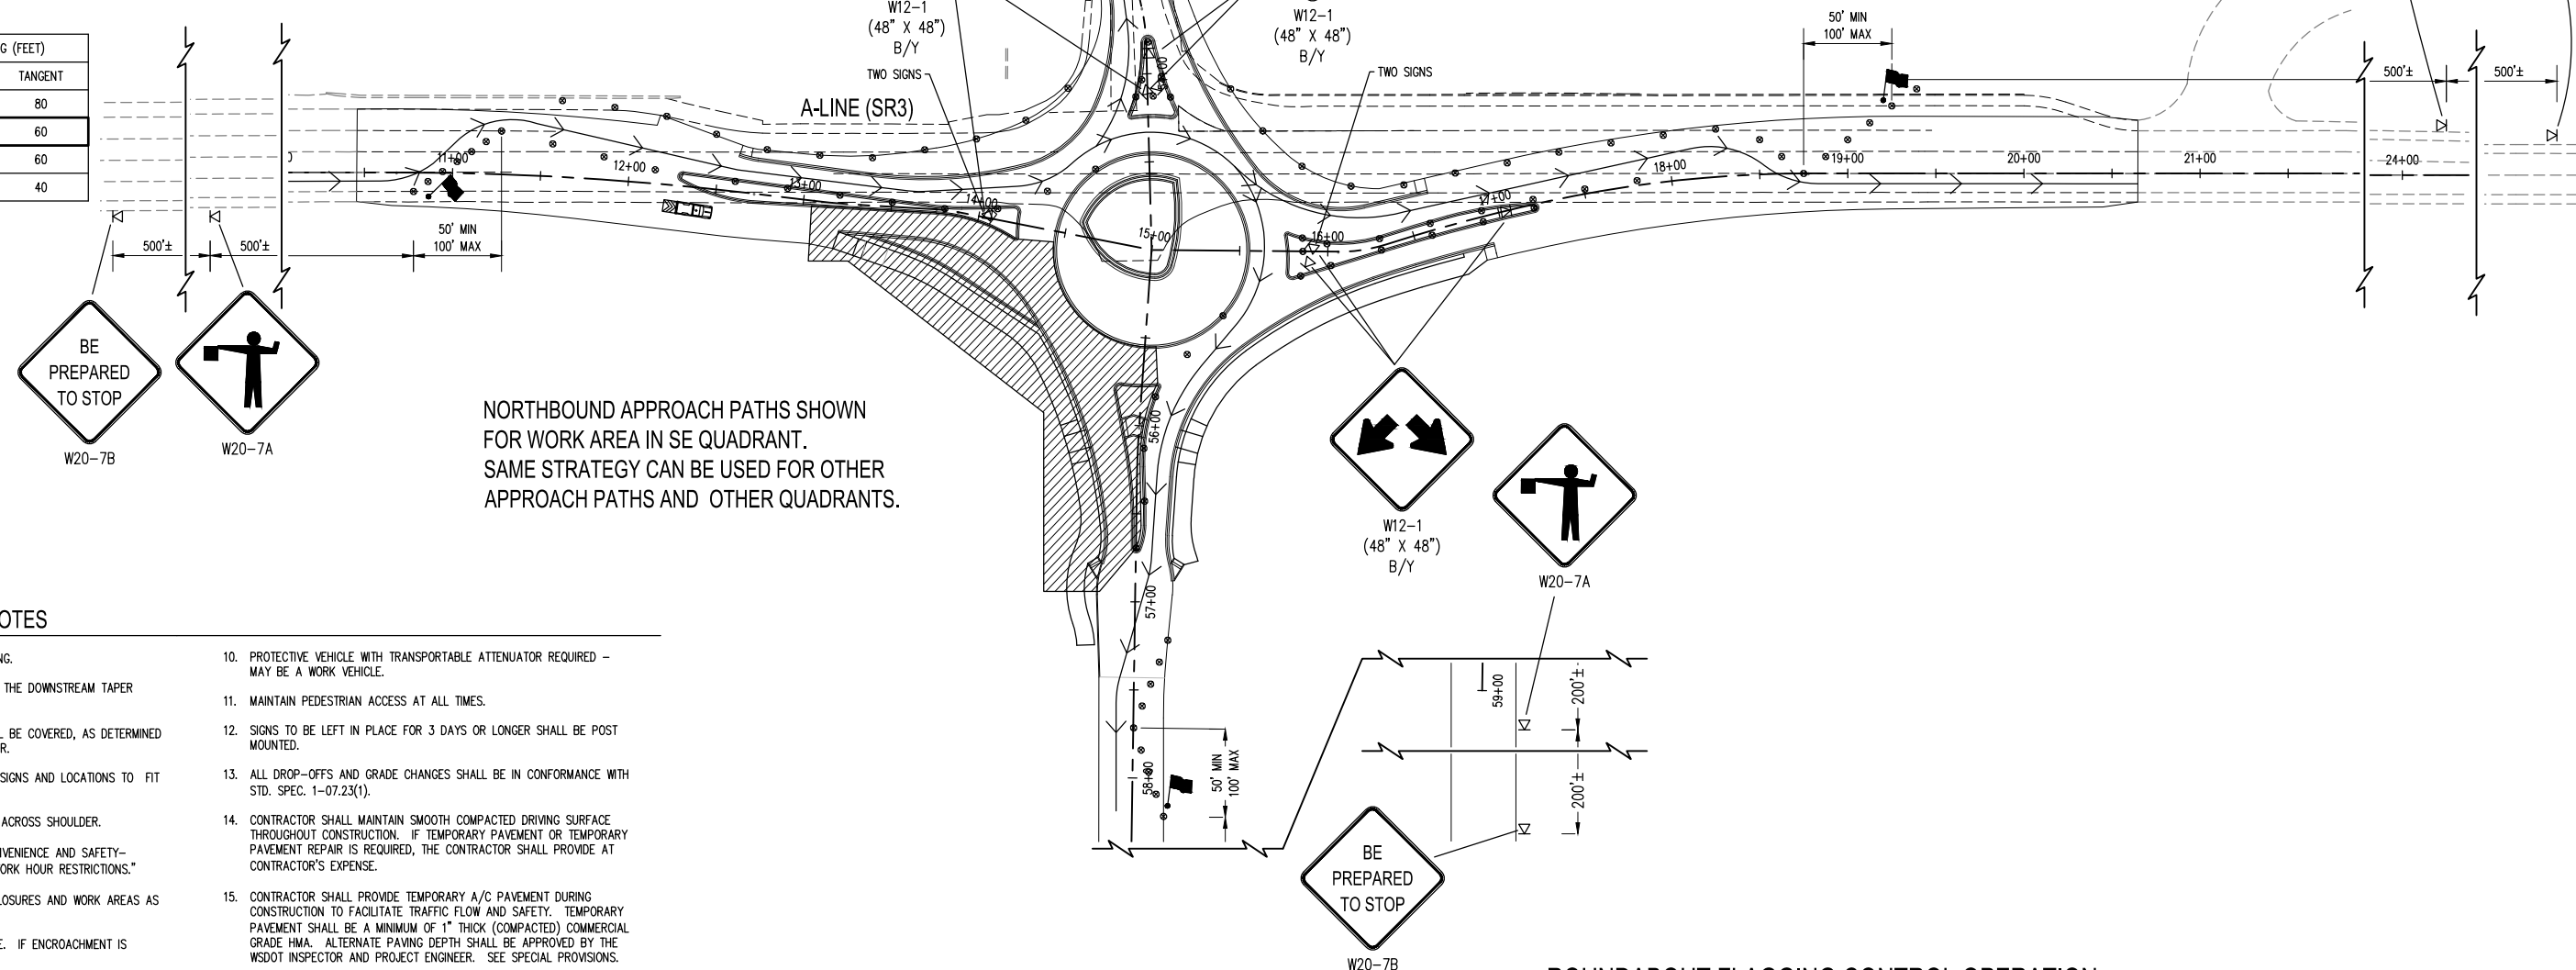 G (FEET)
TANGENT
80
60
60
40
W12-1
(48" X 48")
B/Y
TWO SIGNS
A-LINE (SR3)
W12-1
(48" X 48")
B/Y
TWO SIGNS
50' MIN
100' MAX
500'±
500'±
11+00
12+00
13+00
14+00
15+00
16+00
17+00
18+00
19+00
20+00
21+00
24+00
500'±
500'±
50' MIN
100' MAX
BE
PREPARED
TO STOP
W20-7B
W20-7A
NORTHBOUND APPROACH PATHS SHOWN
FOR WORK AREA IN SE QUADRANT.
SAME STRATEGY CAN BE USED FOR OTHER
APPROACH PATHS AND OTHER QUADRANTS.
56+00
57+00
58+00
50' MIN
100' MAX
W12-1
(48" X 48")
B/Y
W20-7A
59+00
200'±
200'±
BE
PREPARED
TO STOP
W20-7B
OTES
NG.
THE DOWNSTREAM TAPER
L BE COVERED, AS DETERMINED
R.
SIGNS AND LOCATIONS TO FIT
ACROSS SHOULDER.
NVENIENCE AND SAFETY-
ORK HOUR RESTRICTIONS."
LOSURES AND WORK AREAS AS
E. IF ENCROACHMENT IS
10. PROTECTIVE VEHICLE WITH TRANSPORTABLE ATTENUATOR REQUIRED -
MAY BE A WORK VEHICLE.
11. MAINTAIN PEDESTRIAN ACCESS AT ALL TIMES.
12. SIGNS TO BE LEFT IN PLACE FOR 3 DAYS OR LONGER SHALL BE POST
MOUNTED.
13. ALL DROP-OFFS AND GRADE CHANGES SHALL BE IN CONFORMANCE WITH
STD. SPEC. 1-07.23(1).
14. CONTRACTOR SHALL MAINTAIN SMOOTH COMPACTED DRIVING SURFACE
THROUGHOUT CONSTRUCTION. IF TEMPORARY PAVEMENT OR TEMPORARY
PAVEMENT REPAIR IS REQUIRED, THE CONTRACTOR SHALL PROVIDE AT
CONTRACTOR'S EXPENSE.
15. CONTRACTOR SHALL PROVIDE TEMPORARY A/C PAVEMENT DURING
CONSTRUCTION TO FACILITATE TRAFFIC FLOW AND SAFETY. TEMPORARY
PAVEMENT SHALL BE A MINIMUM OF 1" THICK (COMPACTED) COMMERCIAL
GRADE HMA. ALTERNATE PAVING DEPTH SHALL BE APPROVED BY THE
WSDOT INSPECTOR AND PROJECT ENGINEER. SEE SPECIAL PROVISIONS.
ROUNDABOUT FLAGGING CONTROL OPERATION